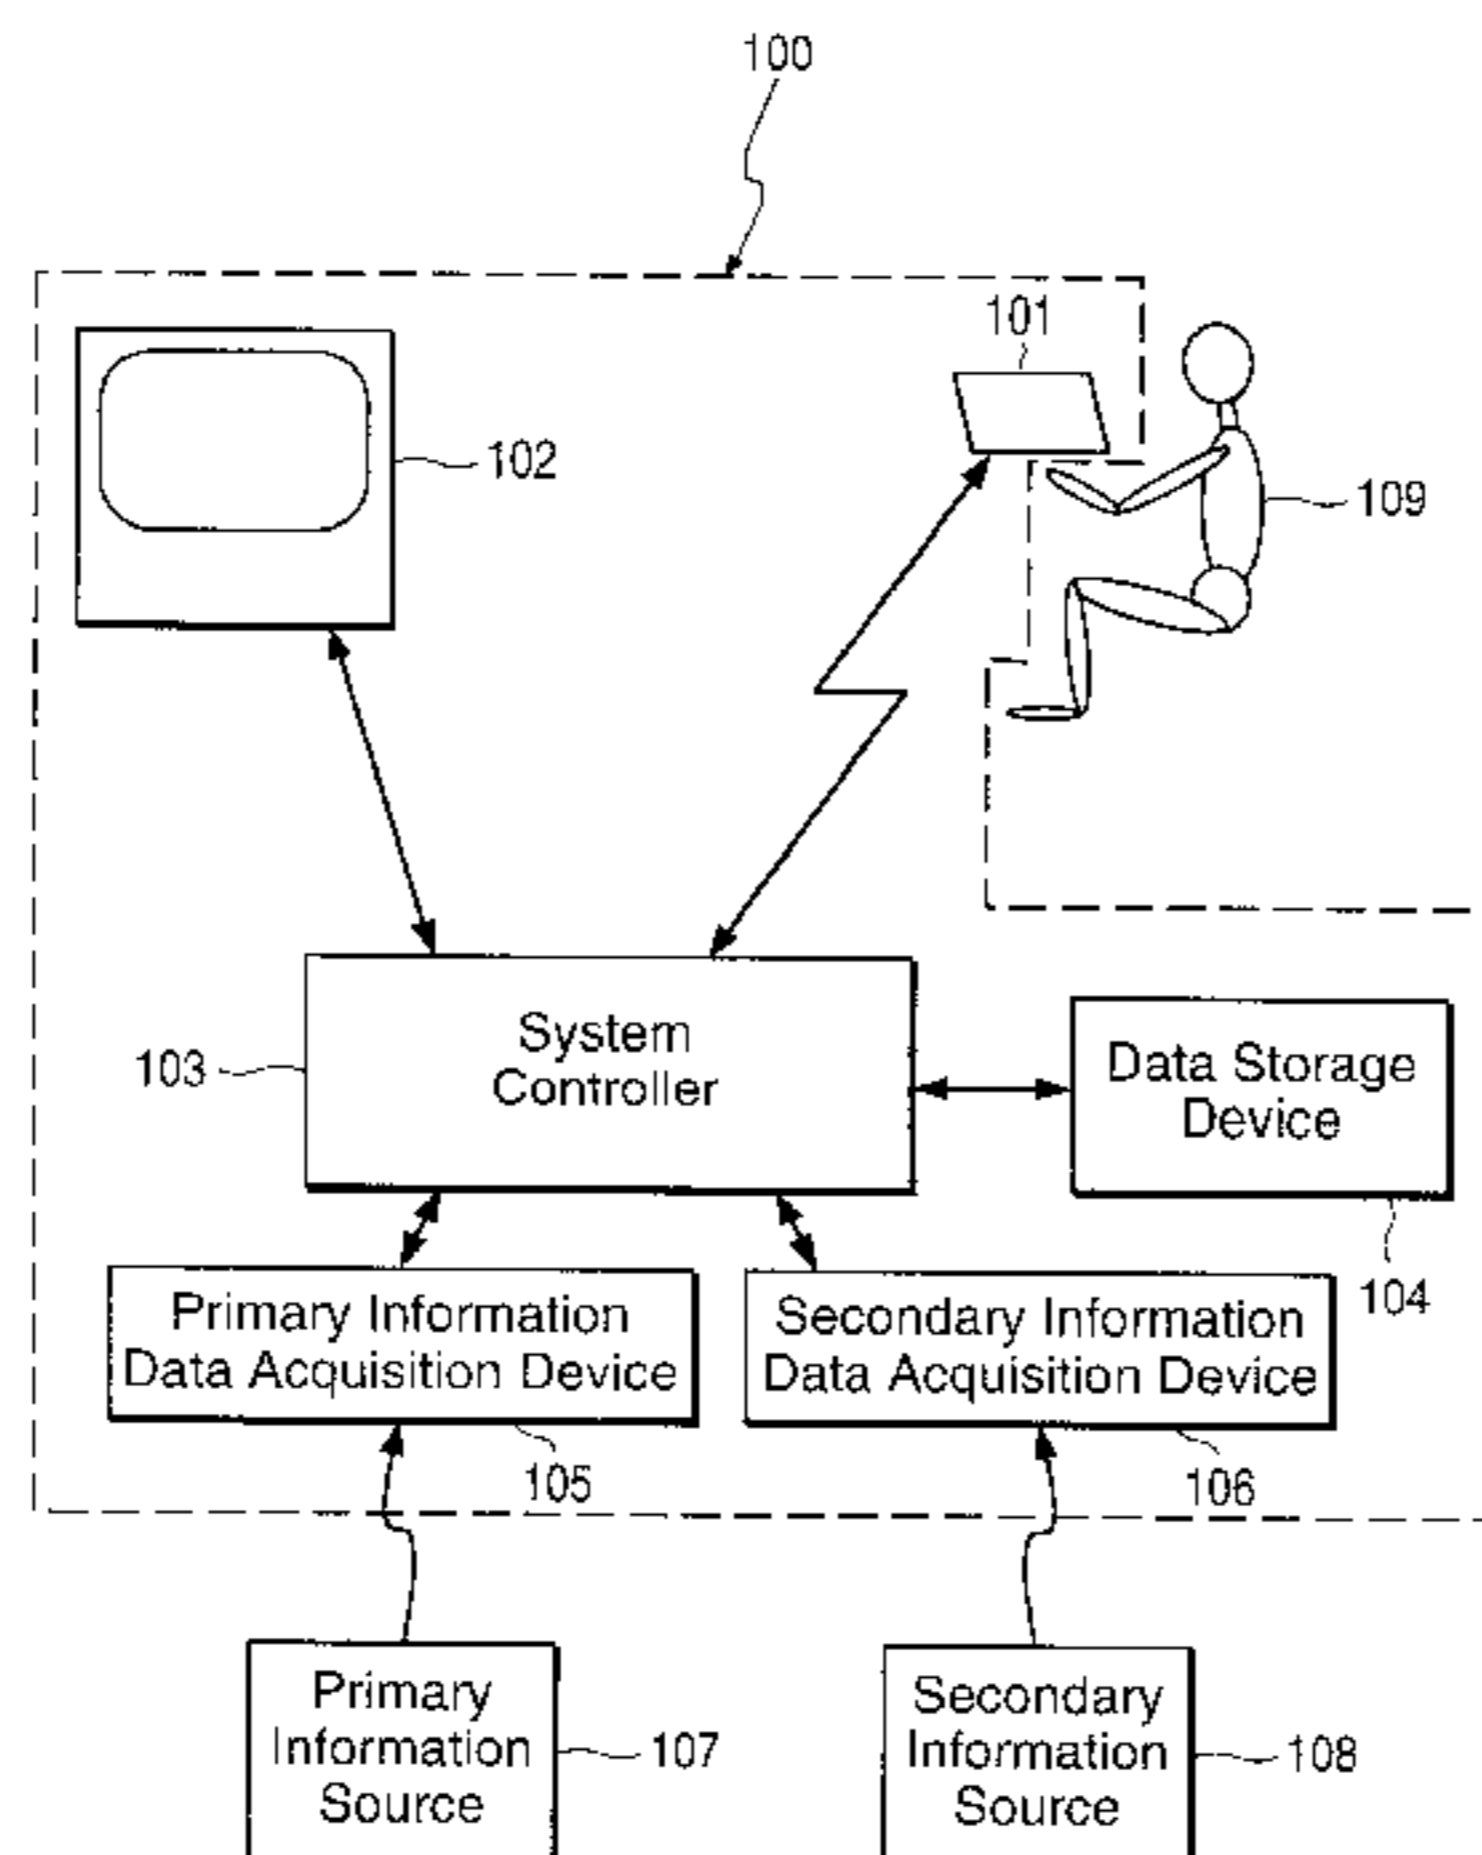 100
101
102
109
System
Controller
103
Data Storage
Device
104
Primary Information
Data Acquisition Device
Secondary Information
Data Acquisition Device
105
106
Primary
Information
Source
107
Secondary
Information
Source
108